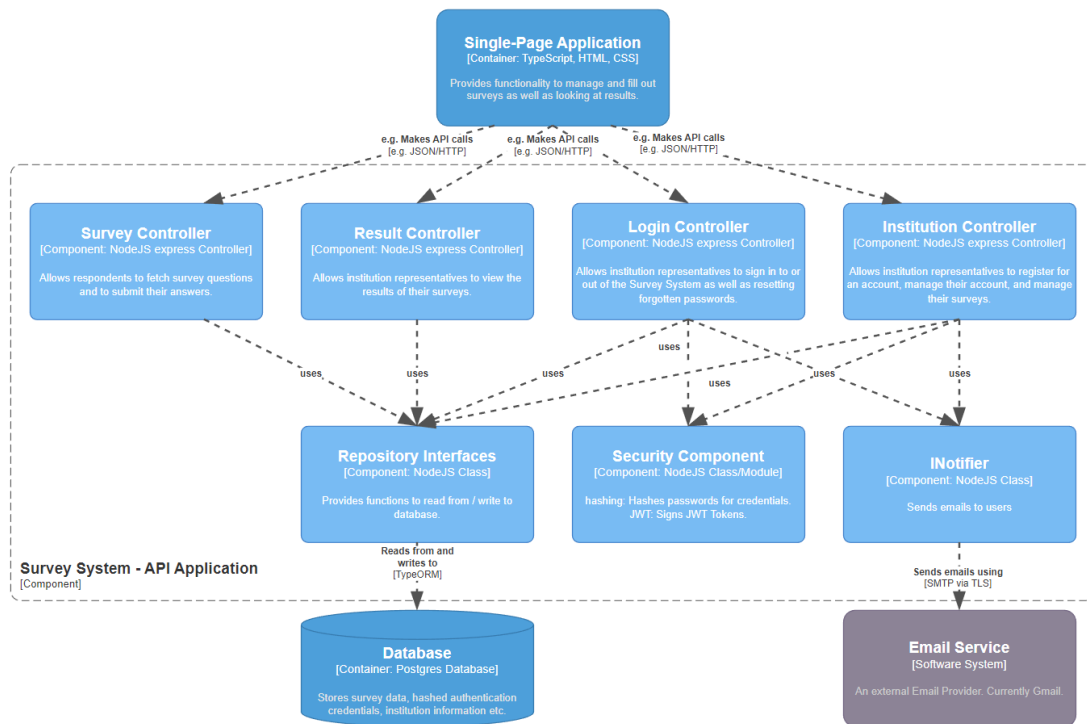 Single-Page Application
[Container: TypeScript, HTML, CSS]
Provides functionality to manage and fill out
surveys as well as looking at results.
e.g. Makes API calls
[e.g. JSON/HTTP]
e.g. Makes API calls
[e.g. JSON/HTTP]
e.g. Makes API calls
[e.g. JSON/HTTP]
e.g. Makes API calls
[e.g. JSON/HTTP]
Survey Controller
[Component: NodeJS express Controller]
Allows respondents to fetch survey questions
and to submit their answers.
Result Controller
[Component: NodeJS express Controller]
Allows institution representatives to view the
results of their surveys.
Login Controller
[Component: NodeJS express Controller]
Allows institution representatives to sign in to or
out of the Survey System as well as resetting
forgotten passwords.
Institution Controller
[Component: NodeJS express Controller]
Allows institution representatives to register for
an account, manage their account, and manage
their surveys.
uses
uses
uses
uses
uses
uses
uses
Repository Interfaces
[Component: NodeJS Class]
Provides functions to read from / write to
database.
Security Component
[Component: NodeJS Class/Module]
hashing: Hashes passwords for credentials.
JWT: Signs JWT Tokens.
INotifier
[Component: NodeJS Class]
Sends emails to users
Reads from and
writes to
[TypeORM]
Sends emails using
[SMTP via TLS]
Survey System - API Application
[Component]
Database
[Container: Postgres Database]
Stores survey data, hashed authentication
credentials, institution information etc.
Email Service
[Software System]
An external Email Provider. Currently Gmail.